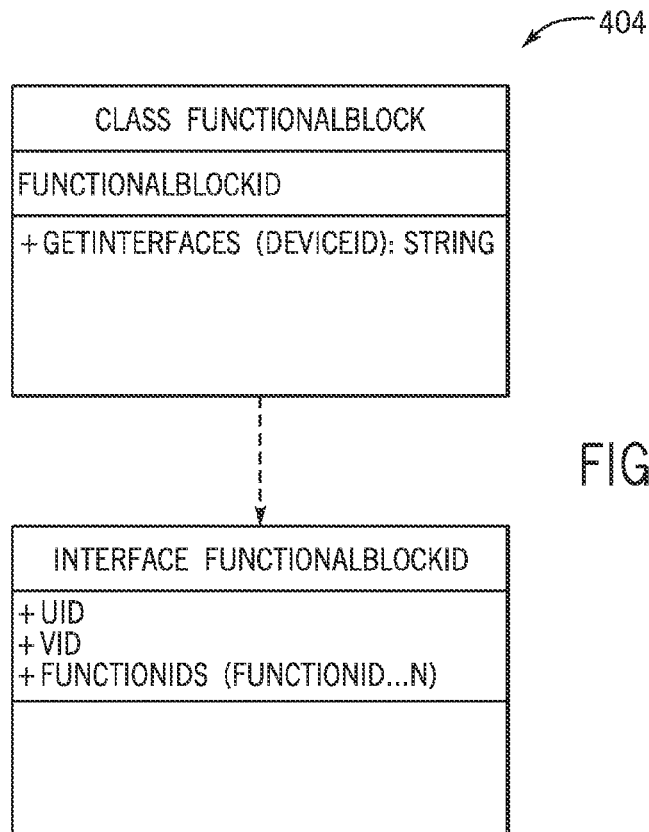 404
CLASS FUNCTIONALBLOCK
FUNCTIONALBLOCKID
+ GETINTERFACES (DEVICEID): STRING
FIG
INTERFACE FUNCTIONALBLOCKID
+ UID
+ VID
+ FUNCTIONIDS (FUNCTIONID...N)